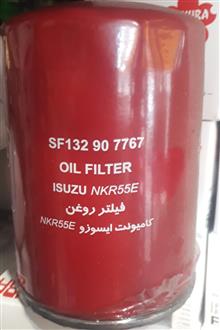 SF132 90 7767
OIL FILTER
ISUZU NKR55E
فیلتر روغن
کامیونت ایسوزو NKR55E